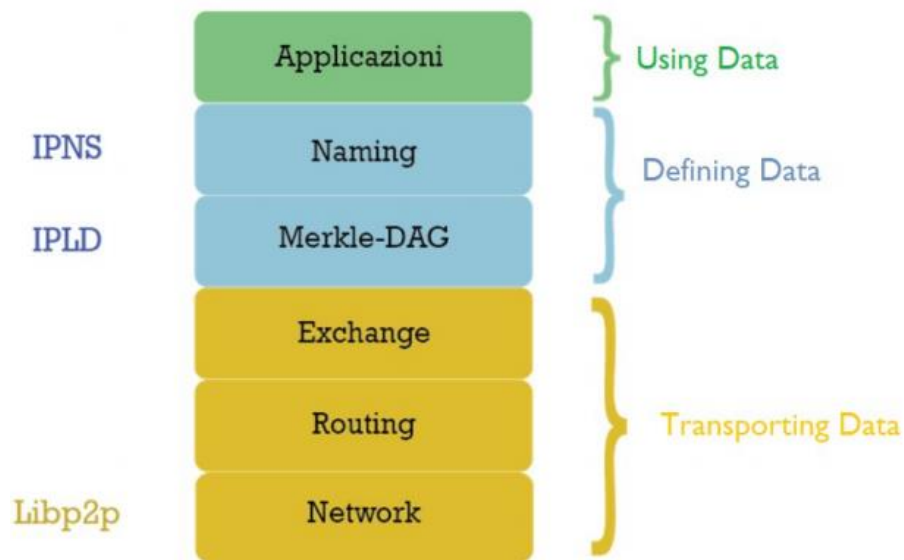 Applicazioni
Using Data
IPNS
Naming
Defining Data
IPLD
Merkle-DAG
Exchange
Routing
Transporting Data
Libp2p
Network